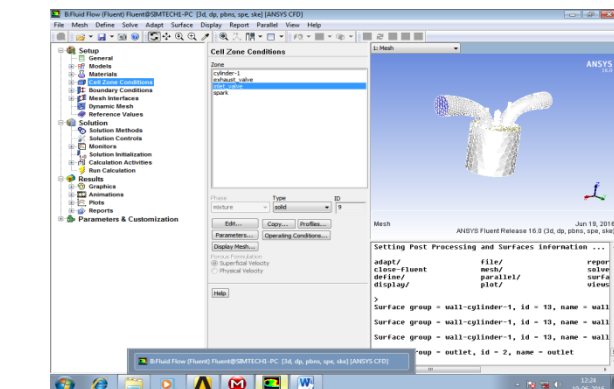 B:Fluid Flow (Fluent) Fluent@SIMTECH1-PC [3d, dp, pbns, spe, ske] [ANSYS CFD]
File Mesh Define Solve Adapt Surface Display Report Parallel View Help
Setup
General
Models
Materials
Cell Zone Conditions
Boundary Conditions
Mesh Interfaces
Dynamic Mesh
Reference Values
Solution
Solution Methods
Solution Controls
Monitors
Solution Initialization
Calculation Activities
Run Calculation
Results
Graphics
Animations
Plots
Reports
Parameters & Customization
Cell Zone Conditions
Zone
cylinder-1
exhaust_valve
inlet_valve
spark
Phase
Type
ID
mixture
solid
9
Edit...
Copy...
Profiles...
Parameters...
Operating Conditions...
Display Mesh...
Porous Formulation
Superficial Velocity
Physical Velocity
Help
1: Mesh
ANSYS
16.0
Mesh
Jun 19, 2016
ANSYS Fluent Release 16.0 (3d, dp, pbns, spe, ske)
Setting Post Processing and Surfaces information ...
adapt/ file/ repor
close-fluent mesh/ solve
define/ parallel/ surfa
display/ plot/ views
>
Surface group = wall-cylinder-1, id = 13, name = wall
Surface group - wall-cylinder-1, id - 13, name - wall
Surface group - wall-cylinder-1, id - 13, name - wall
roup - outlet, id - 2, name - outlet
B:Fluid Flow (Fluent) Fluent@SIMTECH1-PC [3d, dp, pbns, spe, ske] [ANSYS CFD]
12:24